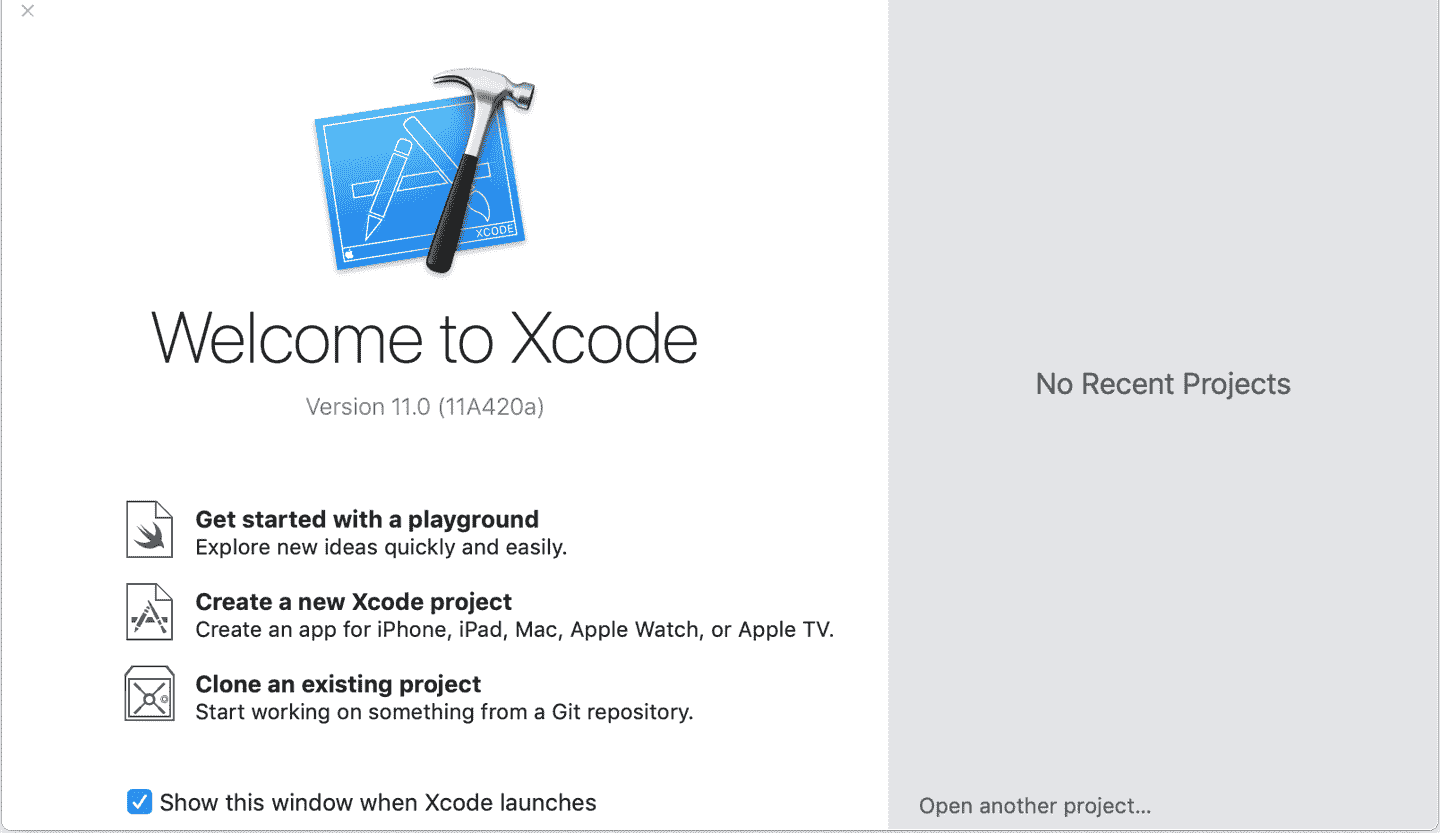 XCODE
Welcome to Xcode
Version 11.0 (11A420a)
Get started with a playground
Explore new ideas quickly and easily.
Create a new Xcode project
Create an app for iPhone, iPad, Mac, Apple Watch, or Apple TV.
Clone an existing project
Start working on something from a Git repository.
Show this window when Xcode launches
No Recent Projects
Open another project...